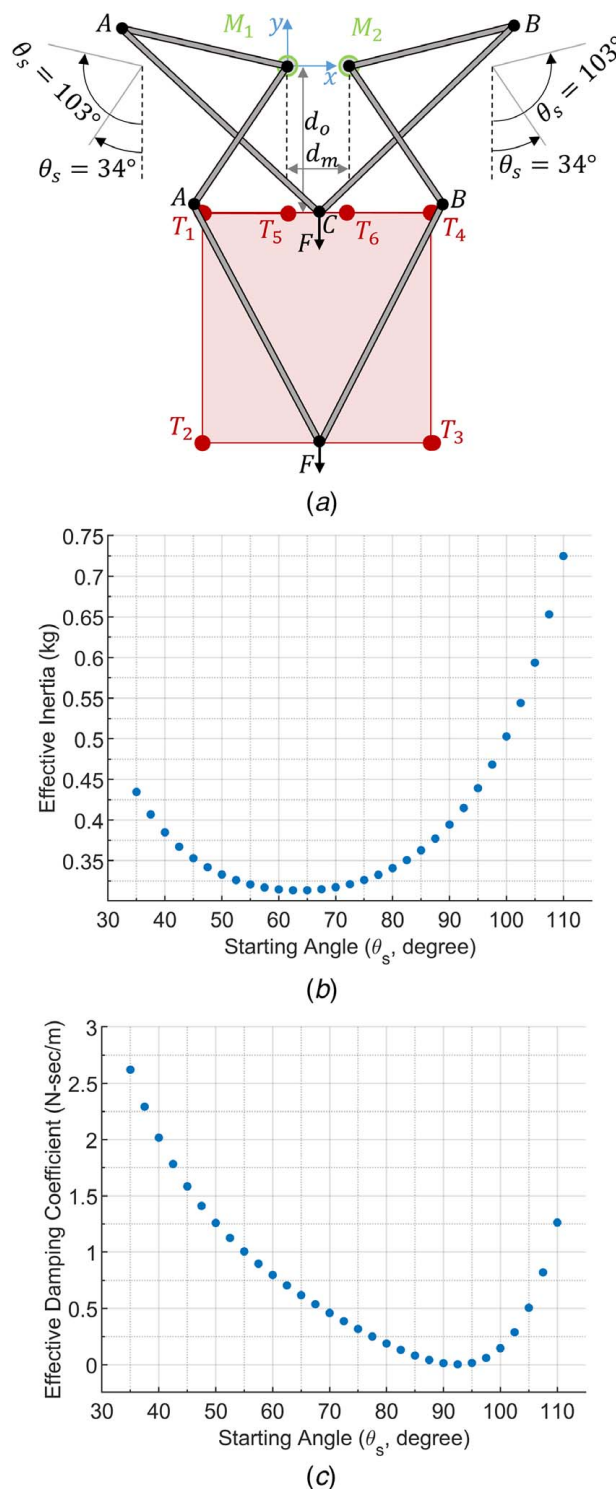 M₁ y M₂
A B
x
θₛ = 103° θₛ = 103°
dₒ
dₘ
θₛ = 34° θₛ = 34°
A B
T₁ T₅ C T₆ T₄
F
T₂ T₃
F
(a)
0.75
0.7
0.65
0.6
0.55
0.5
0.45
0.4
0.35
Effective Inertia (kg)
30 40 50 60 70 80 90 100 110
Starting Angle (θₛ, degree)
(b)
3
2.5
2
1.5
1
0.5
0
Effective Damping Coefficient (N-sec/m)
30 40 50 60 70 80 90 100 110
Starting Angle (θₛ, degree)
(c)